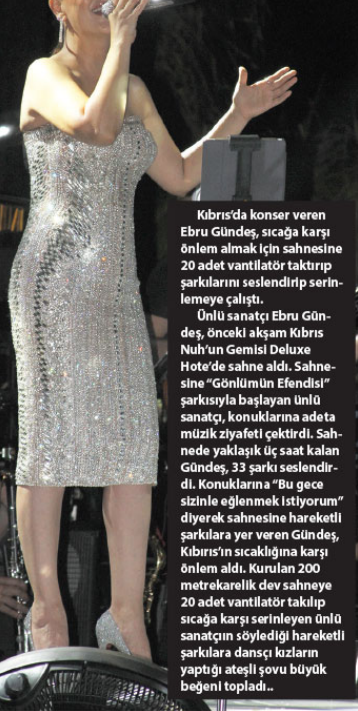 Kıbrıs’da konser veren
Ebru Gündeş, sıcağa karşı
önlem almak için sahnesine
20 adet vantilatör taktırıp
şarkılarını seslendirip serin-
lemeye çalıştı.
Ünlü sanatçı Ebru Gün-
deş, önceki akşam Kıbrıs
Nuh’un Gemisi Deluxe
Hote’de sahne aldı. Sahne-
sine “Gönlümün Efendisi”
şarkısıyla başlayan ünlü
sanatçı, konuklarına adeta
müzik ziyafeti çektirdi. Sah-
nede yaklaşık üç saat kalan
Gündeş, 33 şarkı seslendir-
di. Konuklarına “Bu gece
sizinle eğlenmek istiyorum”
diyerek sahnesine hareketli
şarkılara yer veren Gündeş,
Kıbırıs’ın sıcaklığına karşı
önlem aldı. Kurulan 200
metrekarelik dev sahneye
20 adet vantilatör takılıp
sıcağa karşı serinleyen ünlü
sanatçıın söylediği hareketli
şarkılara dansçı kızların
yaptığı ateşli şovu büyük
beğeni topladı..